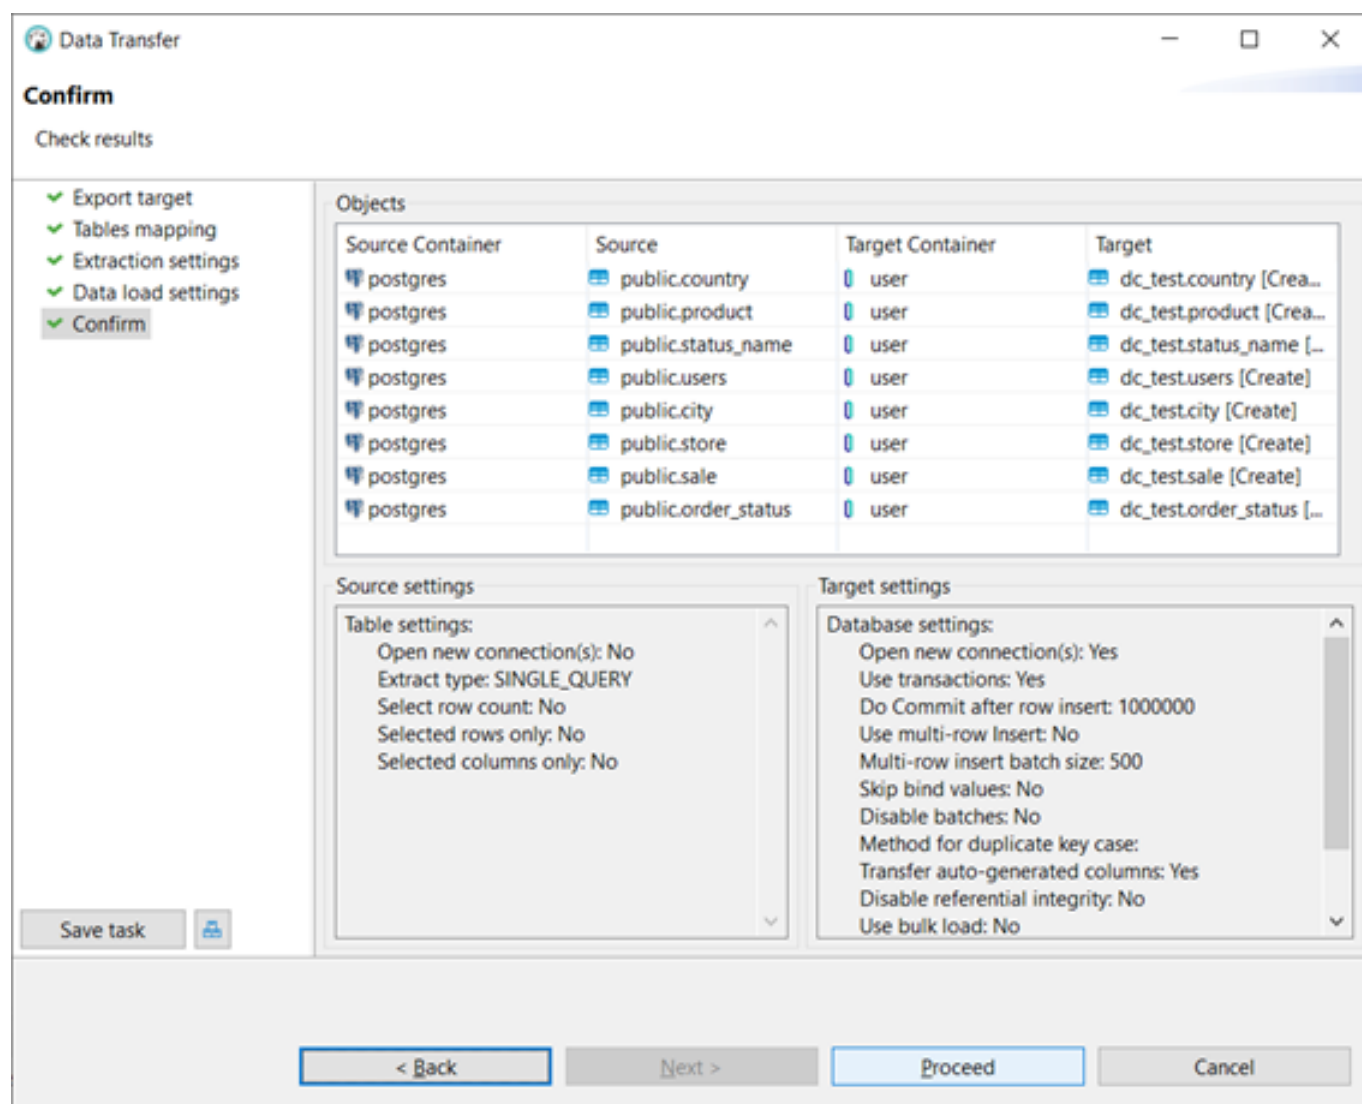 Data Transfer
Confirm
Check results
Export target
Tables mapping
Extraction settings
Data load settings
Confirm
Objects
Source Container Source Target Container Target
postgres public.country user dc_test.country [Crea...
postgres public.product user dc_test.product [Crea...
postgres public.status_name user dc_test.status_name [...
postgres public.users user dc_test.users [Create]
postgres public.city user dc_test.city [Create]
postgres public.store user dc_test.store [Create]
postgres public.sale user dc_test.sale [Create]
postgres public.order_status user dc_test.order_status [...
Source settings
Table settings:
Open new connection(s): No
Extract type: SINGLE_QUERY
Select row count: No
Selected rows only: No
Selected columns only: No
Target settings
Database settings:
Open new connection(s): Yes
Use transactions: Yes
Do Commit after row insert: 1000000
Use multi-row Insert: No
Multi-row insert batch size: 500
Skip bind values: No
Disable batches: No
Method for duplicate key case:
Transfer auto-generated columns: Yes
Disable referential integrity: No
Use bulk load: No
Save task
< Back Next > Proceed Cancel